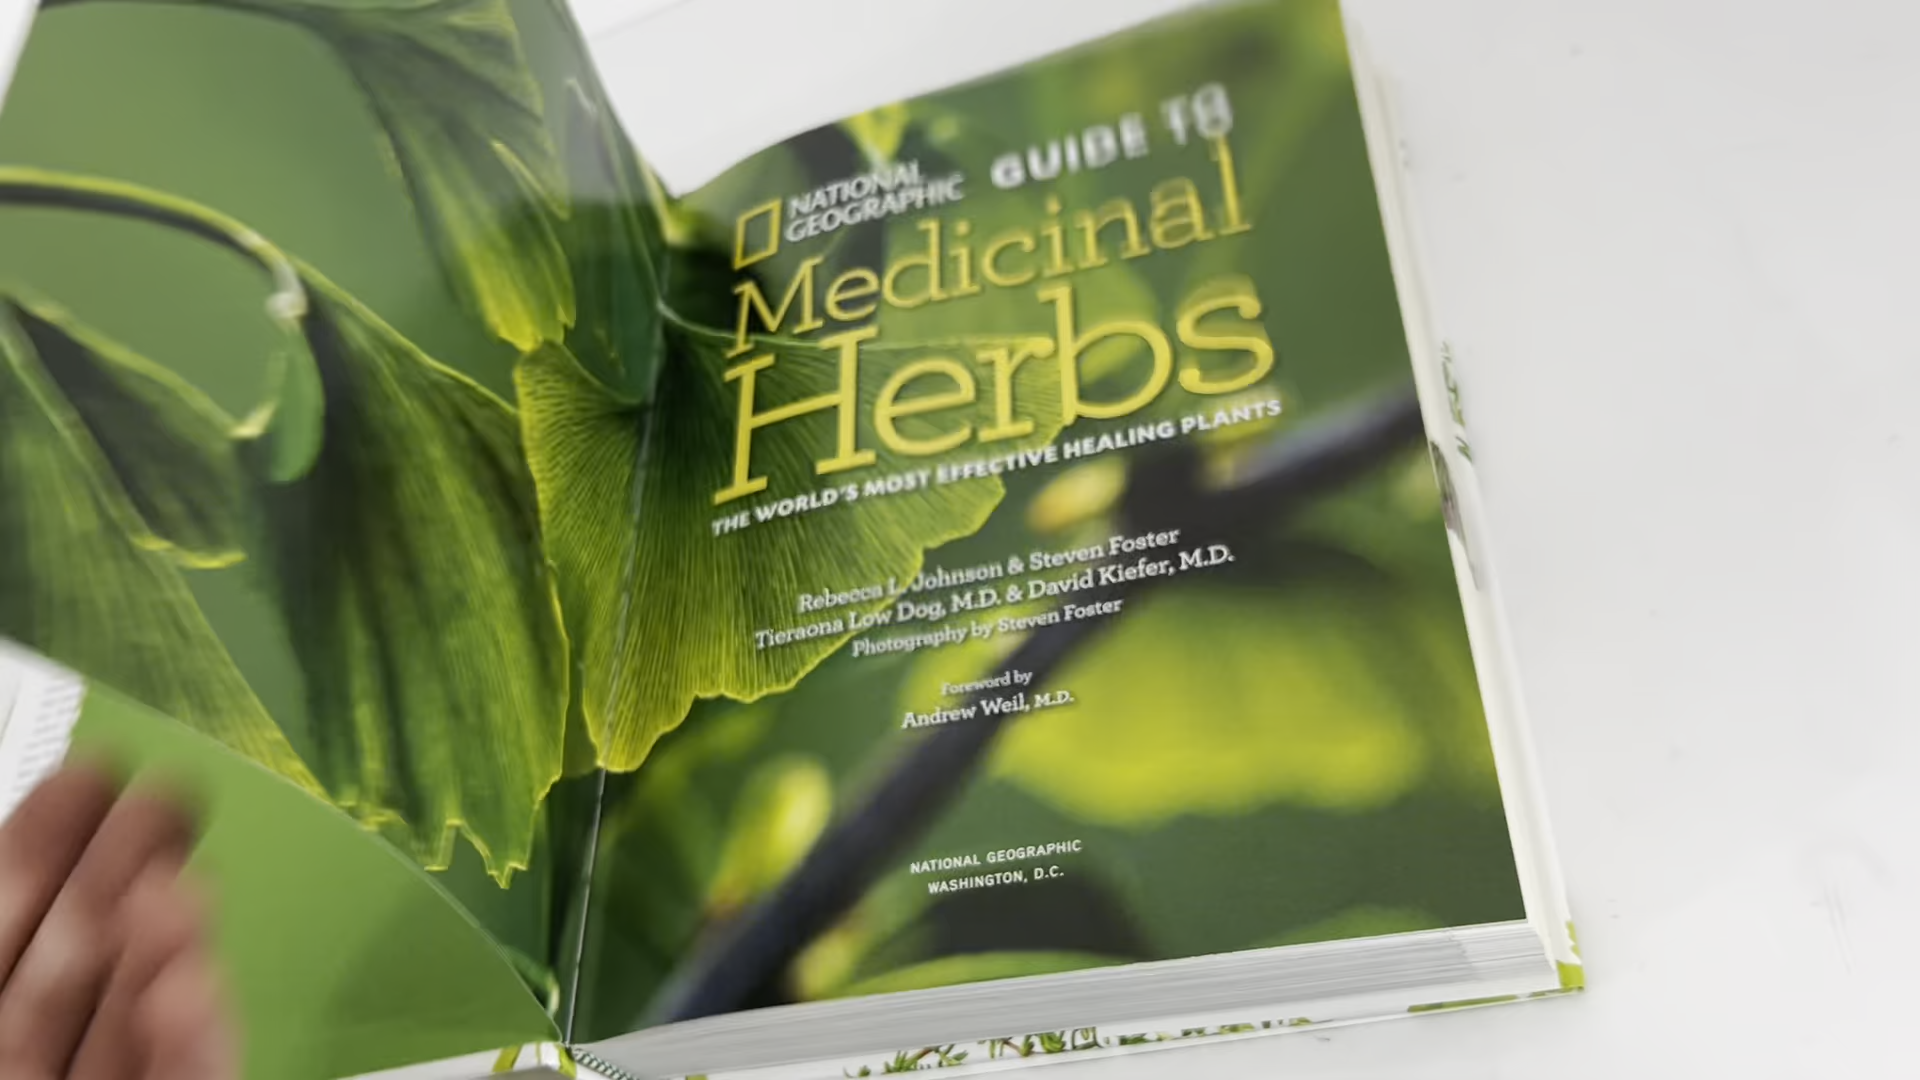 NATIONAL
GEOGRAPHIC
GUIDE TO
Medicinal
Herbs
THE WORLD'S MOST EFFECTIVE HEALING PLANTS
Rebecca L. Johnson & Steven Foster
Tieraona Low Dog, M.D. & David Kiefer, M.D.
Photography by Steven Foster
Foreword by
Andrew Weil, M.D.
NATIONAL GEOGRAPHIC
WASHINGTON, D.C.